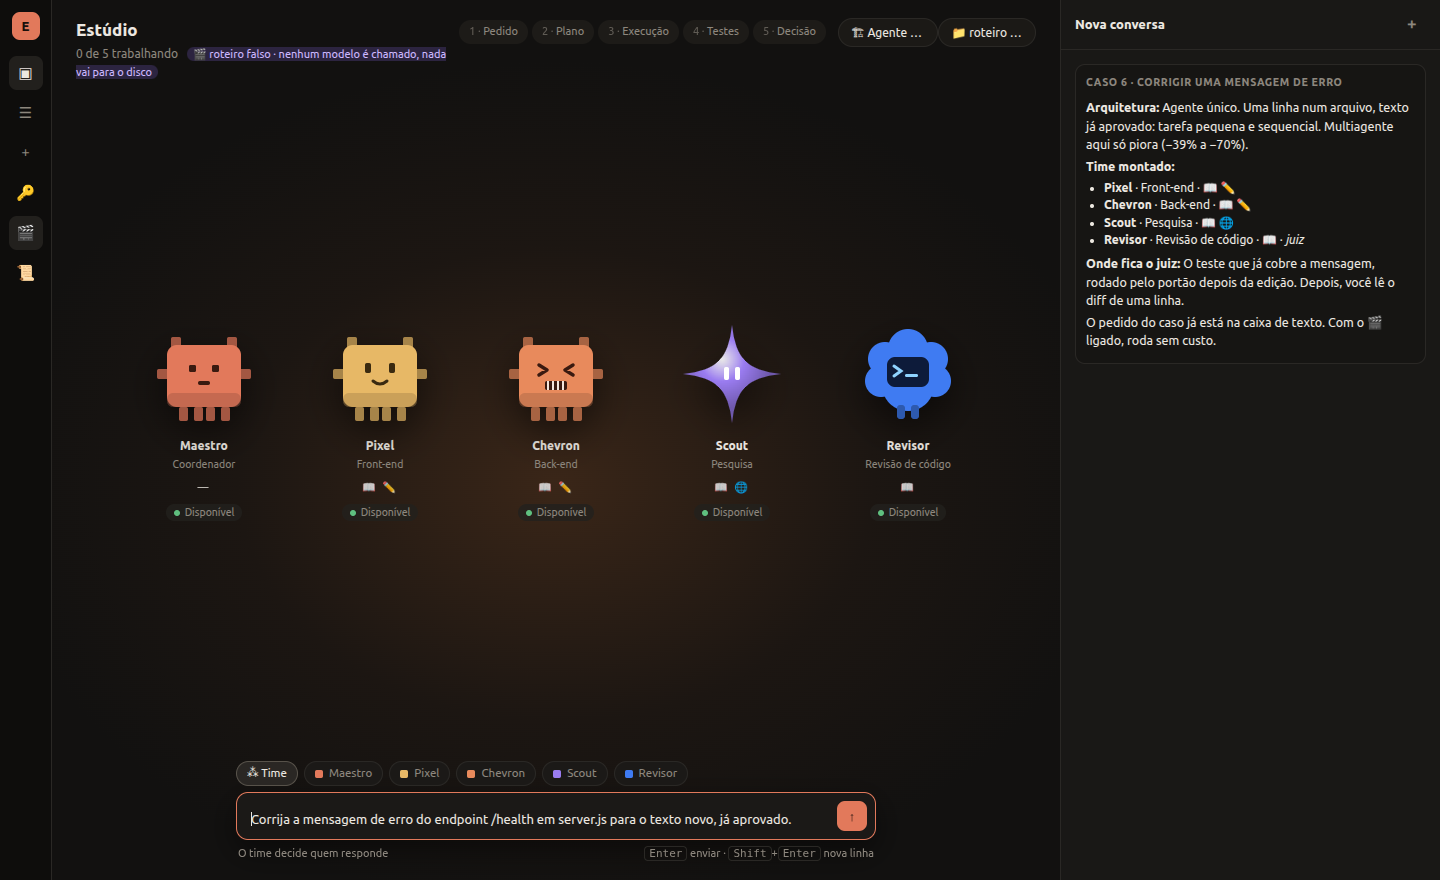 E
Estúdio
0 de 5 trabalhando 🎬 roteiro falso · nenhum modelo é chamado, nada
vai para o disco
1 · Pedido
2 · Plano
3 · Execução
4 · Testes
5 · Decisão
Agente …
roteiro …
Maestro
Coordenador
—
Disponível
Pixel
Front-end
Disponível
Chevron
Back-end
Disponível
Scout
Pesquisa
Disponível
Revisor
Revisão de código
Disponível
Time
Maestro
Pixel
Chevron
Scout
Revisor
Corrija a mensagem de erro do endpoint /health em server.js para o texto novo, já aprovado.
↑
O time decide quem responde
Enter enviar · Shift+Enter nova linha
Nova conversa
+
CASO 6 · CORRIGIR UMA MENSAGEM DE ERRO
Arquitetura: Agente único. Uma linha num arquivo, texto
já aprovado: tarefa pequena e sequencial. Multiagente
aqui só piora (−39% a −70%).
Time montado:
• Pixel · Front-end · 📖 ✏️
• Chevron · Back-end · 📖 ✏️
• Scout · Pesquisa · 📖 🌐
• Revisor · Revisão de código · 📖 · juiz
Onde fica o juiz: O teste que já cobre a mensagem,
rodado pelo portão depois da edição. Depois, você lê o
diff de uma linha.
O pedido do caso já está na caixa de texto. Com o 🎬
ligado, roda sem custo.